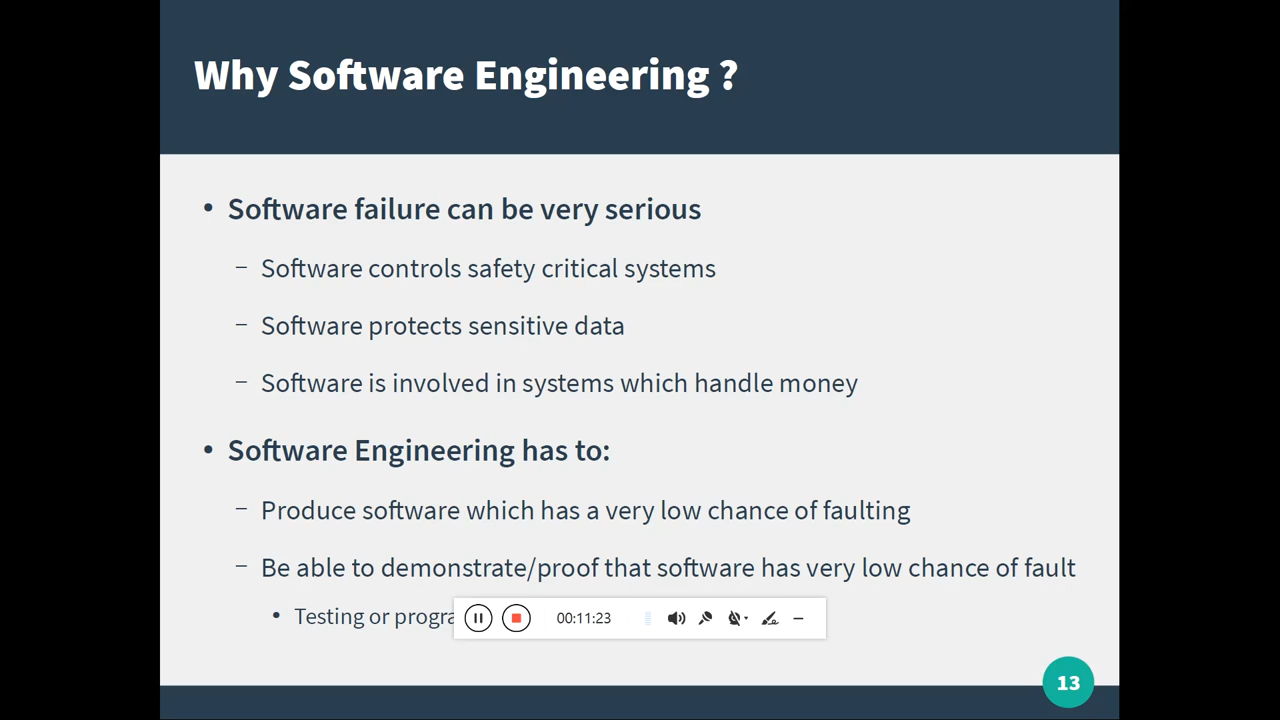 Why Software Engineering ?
• Software failure can be very serious
– Software controls safety critical systems
– Software protects sensitive data
– Software is involved in systems which handle money
• Software Engineering has to:
– Produce software which has a very low chance of faulting
– Be able to demonstrate/proof that software has very low chance of fault
• Testing or
00:11:23
13